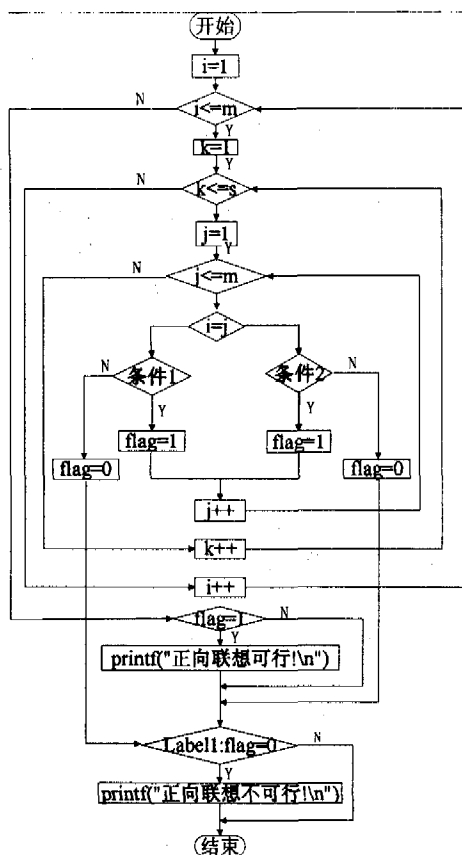 开始
i=1
N
i<=m
Y
k=1
Y
N
k<=s
j=1
Y
N
j<=m
i=j
N
条件1
条件2
N
Y
Y
flag=1
flag=1
flag=0
flag=0
j++
k++
i++
flag=1
N
Y
printf("正向联想可行!\n")
Label1:flag=0
N
Y
printf("正向联想不可行!\n")
结束